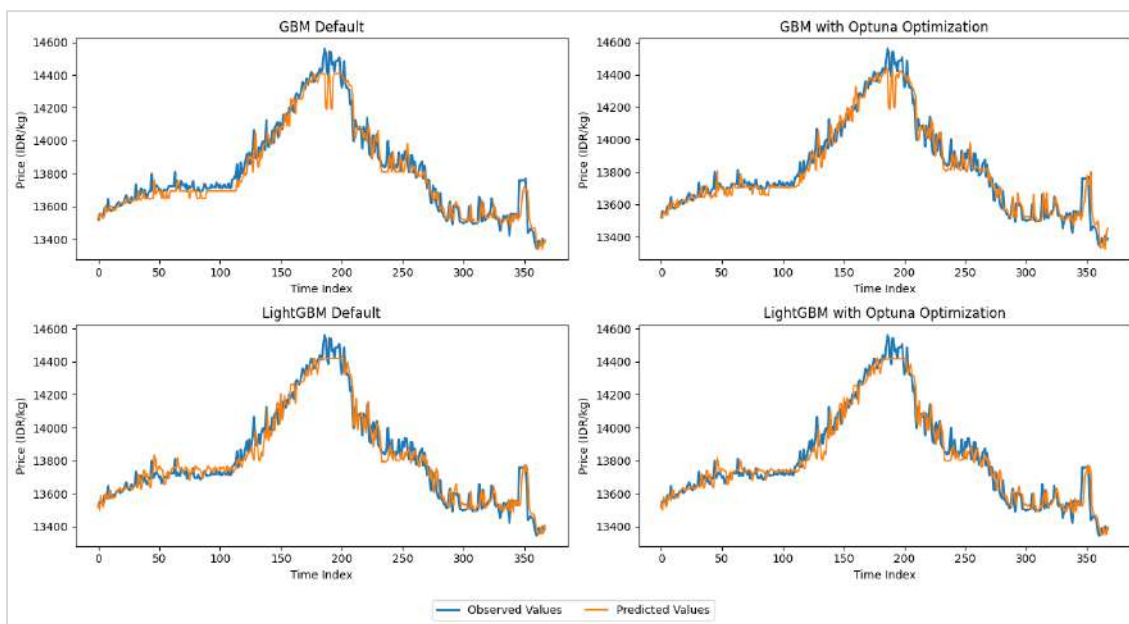 GBM Default
GBM with Optuna Optimization
14600
14400
14200
14000
13800
13600
13400
Price (IDR/kg)
0 50 100 150 200 250 300 350
Time Index
14600
14400
14200
14000
13800
13600
13400
Price (IDR/kg)
0 50 100 150 200 250 300 350
Time Index
LightGBM Default
LightGBM with Optuna Optimization
14600
14400
14200
14000
13800
13600
13400
Price (IDR/kg)
0 50 100 150 200 250 300 350
Time Index
14600
14400
14200
14000
13800
13600
13400
Price (IDR/kg)
0 50 100 150 200 250 300 350
Time Index
Observed Values Predicted Values